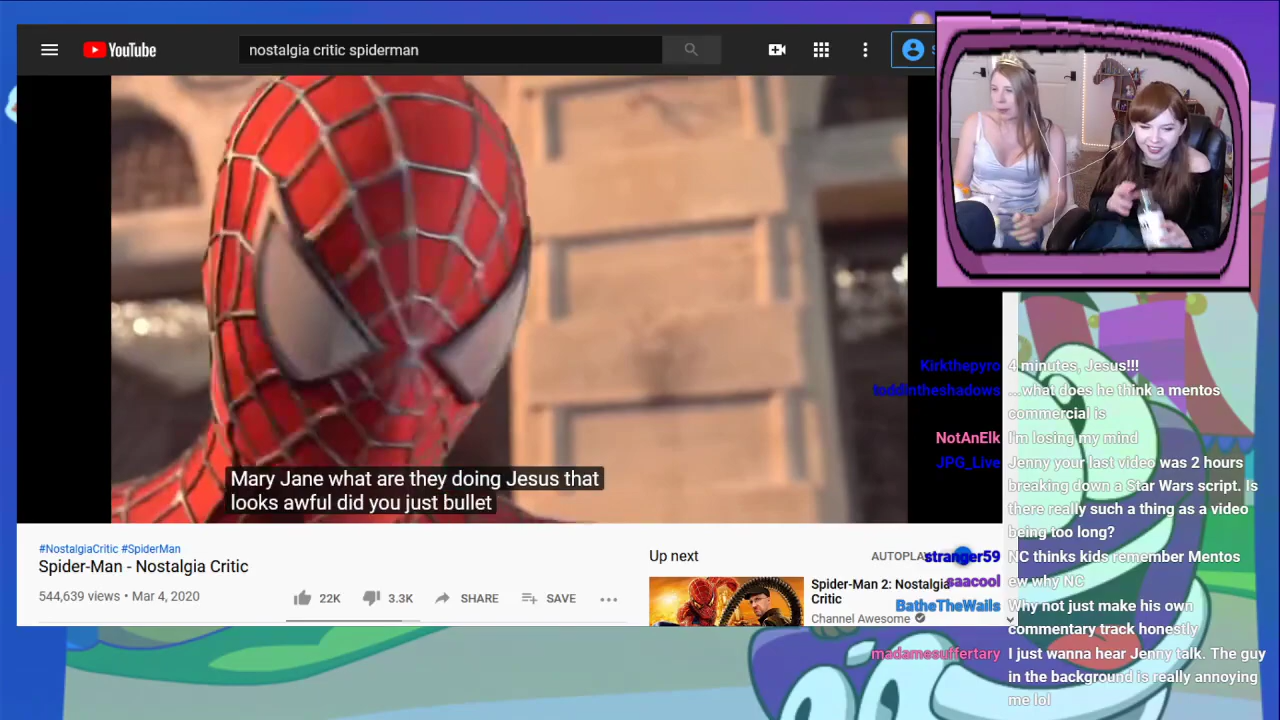 YouTube
nostalgia critic spiderman
Mary Jane what are they doing Jesus that
looks awful did you just bullet
#NostalgiaCritic #SpiderMan
Spider-Man - Nostalgia Critic
544,639 views • Mar 4, 2020
22K
3.3K
SHARE
SAVE
Up next
AUTOPLAY
Spider-Man 2: Nostalgia
Critic
Channel Awesome
Kirkthepyro 4 minutes, Jesus!!!
toddintheshadows ...what does he think a mentos
commercial is
NotAnElk I'm losing my mind
JPG_Live Jenny your last video was 2 hours
breaking down a Star Wars script. Is
there really such a thing as a video
being too long?
stranger59 NC thinks kids remember Mentos
saacool ew why NC
BatheTheWails Why not just make his own
commentary track honestly
madamesuffertary I just wanna hear Jenny talk. The guy
in the background is really annoying
me lol